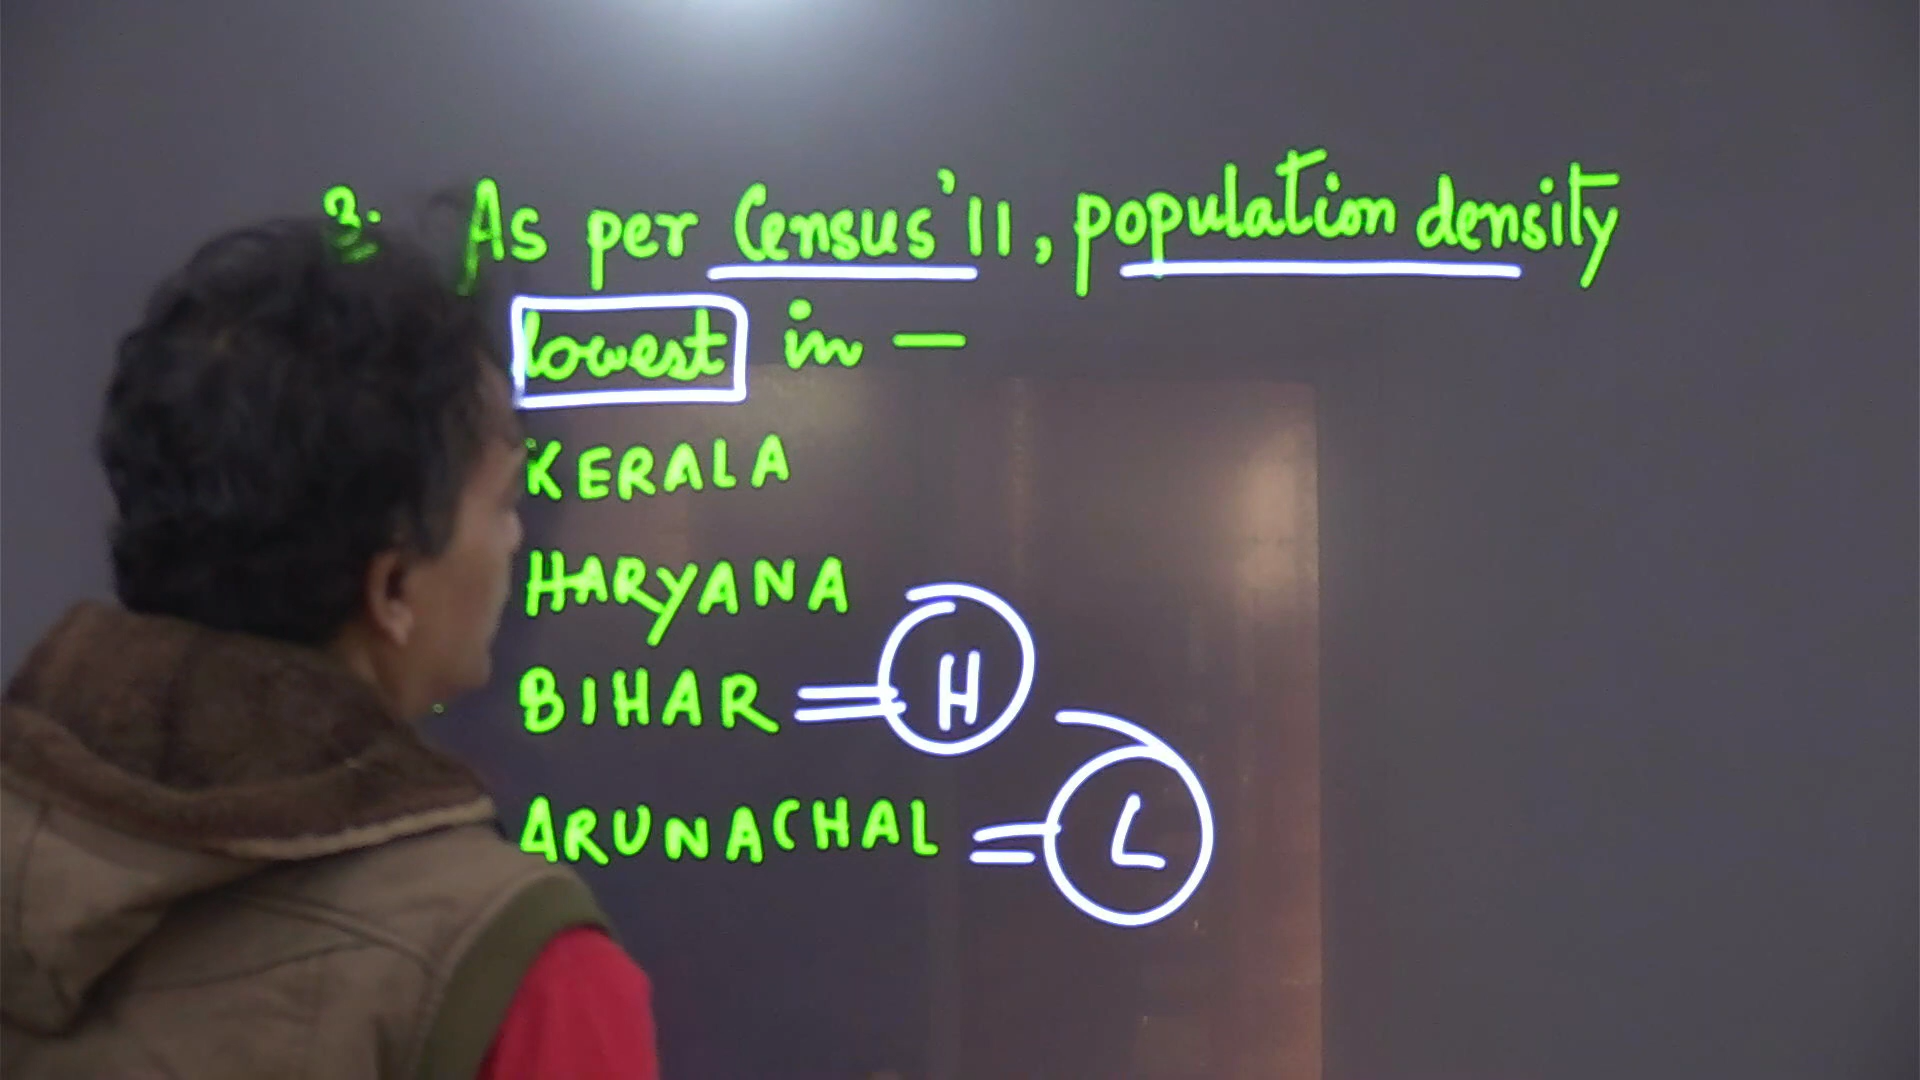 3. As per Census'11, population density
lowest in —
KERALA
HARYANA
BIHAR = H
ARUNACHAL = L